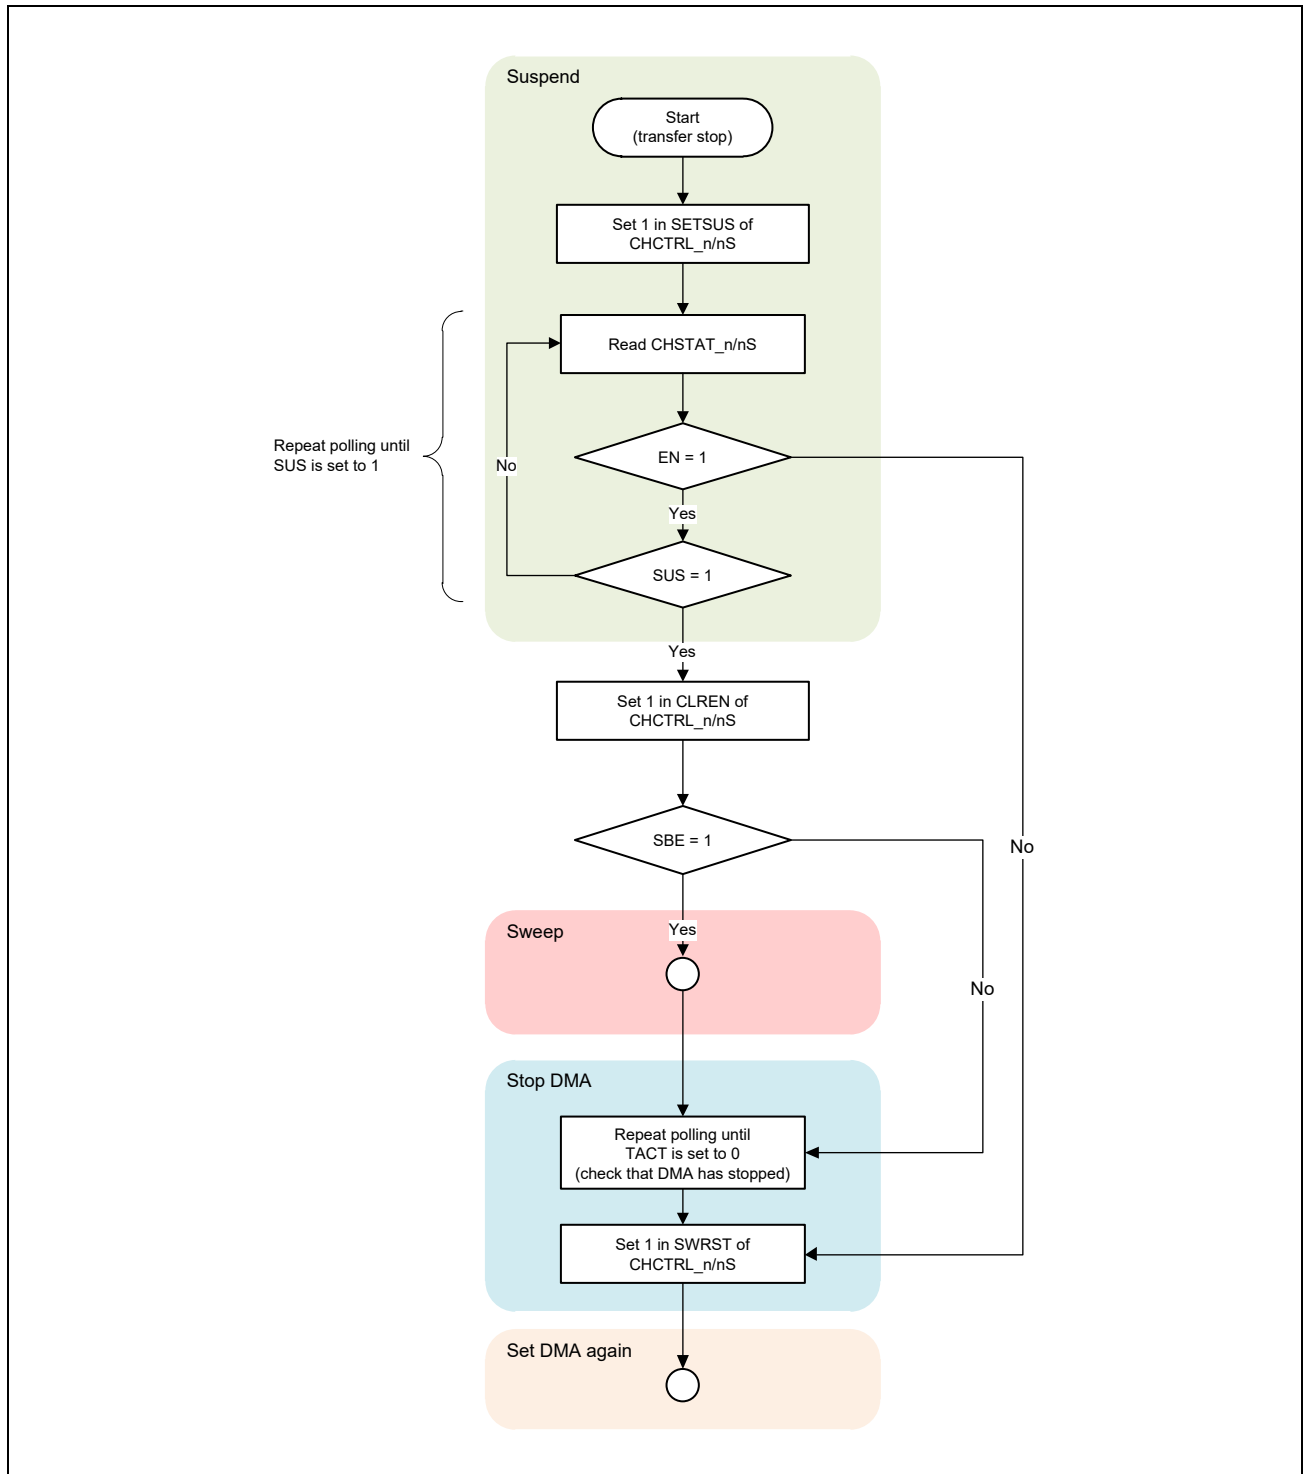 Suspend
Start
(transfer stop)
Set 1 in SETSUS of
CHCTRL_n/nS
Read CHSTAT_n/nS
Repeat polling until
SUS is set to 1
EN = 1
No
Yes
SUS = 1
Yes
Set 1 in CLREN of
CHCTRL_n/nS
SBE = 1
No
Sweep
Yes
No
Stop DMA
Repeat polling until
TACT is set to 0
(check that DMA has stopped)
Set 1 in SWRST of
CHCTRL_n/nS
Set DMA again